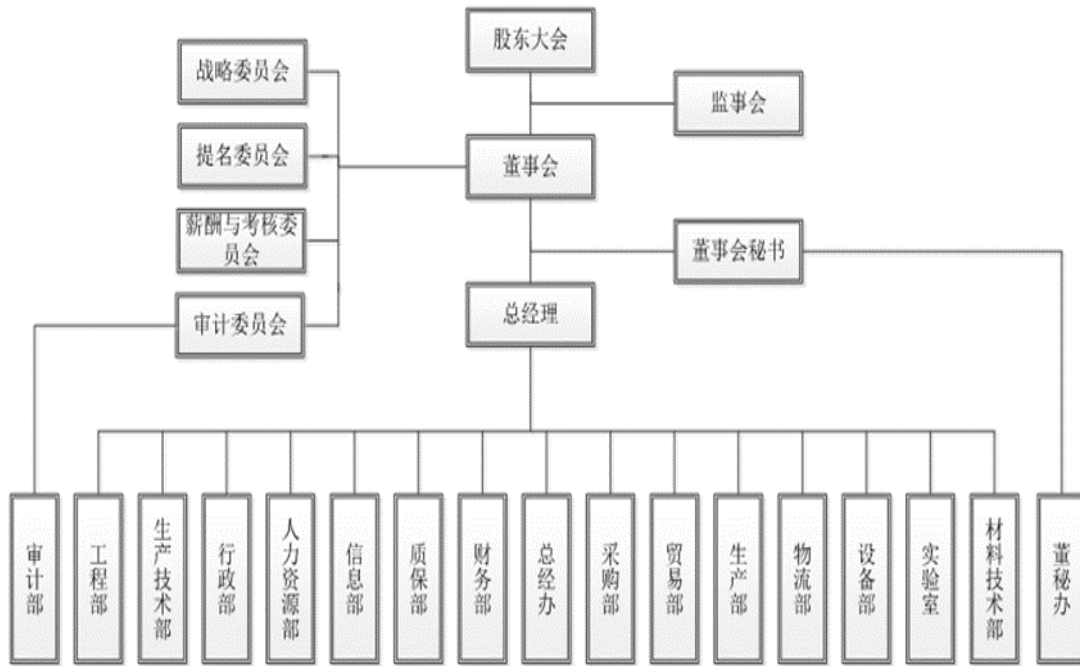 股东大会
战略委员会
监事会
提名委员会
董事会
薪酬与考核委
员会
董事会秘书
总经理
审计委员会
审计部
工程部
生产技术部
行政部
人力资源部
信息部
质保部
财务部
总经办
采购部
贸易部
生产部
物流部
设备部
实验室
材料技术部
董秘办